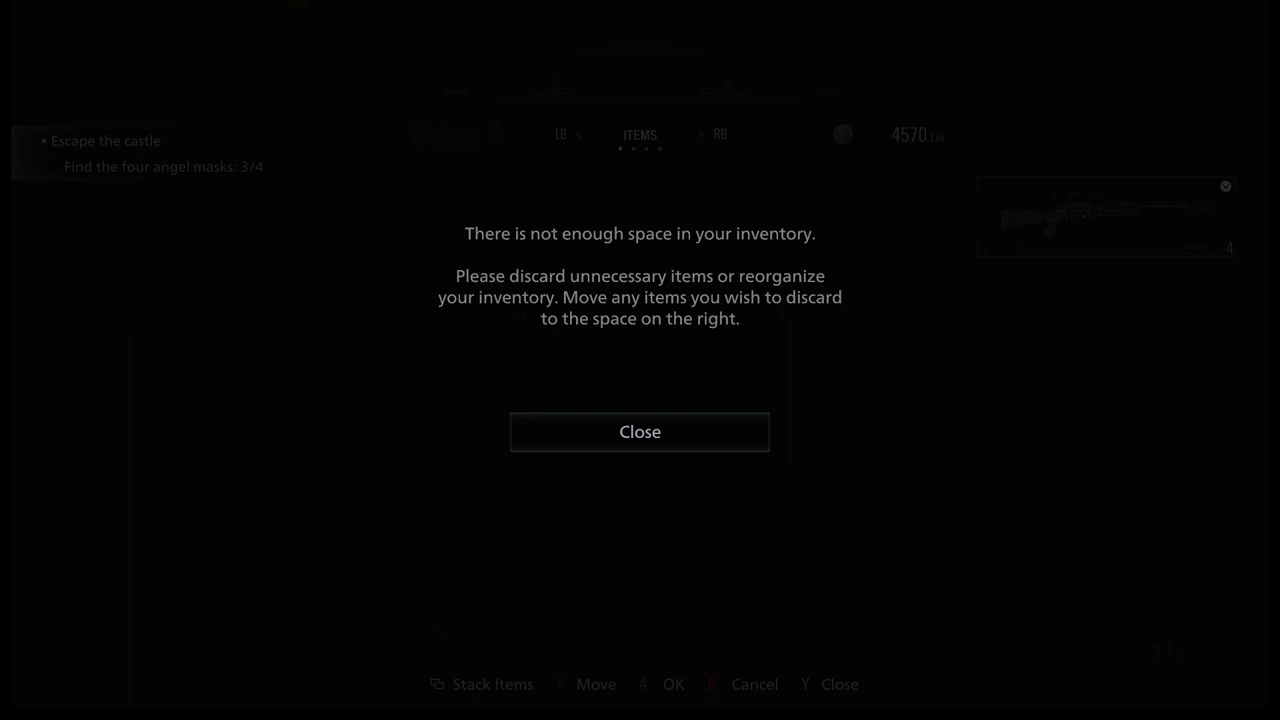 • Escape the castle
Find the four angel masks: 3/4
LB < ITEMS > RB
4570 Lei
4
There is not enough space in your inventory.
Please discard unnecessary items or reorganize
your inventory. Move any items you wish to discard
to the space on the right.
Close
Stack Items X Move A OK B Cancel Y Close